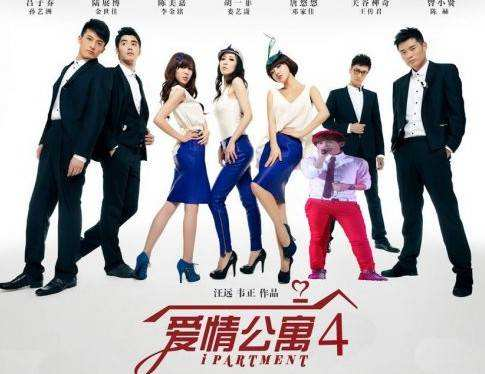 吕子乔 陆展博 陈美嘉 胡一菲 唐悠悠 关谷神奇 曾小贤
孙艺洲 金世佳 李金铭 娄艺潇 邓家佳 王传君 陈 赫
汪远 韦正 作品
爱情公寓4
iPARTMENT